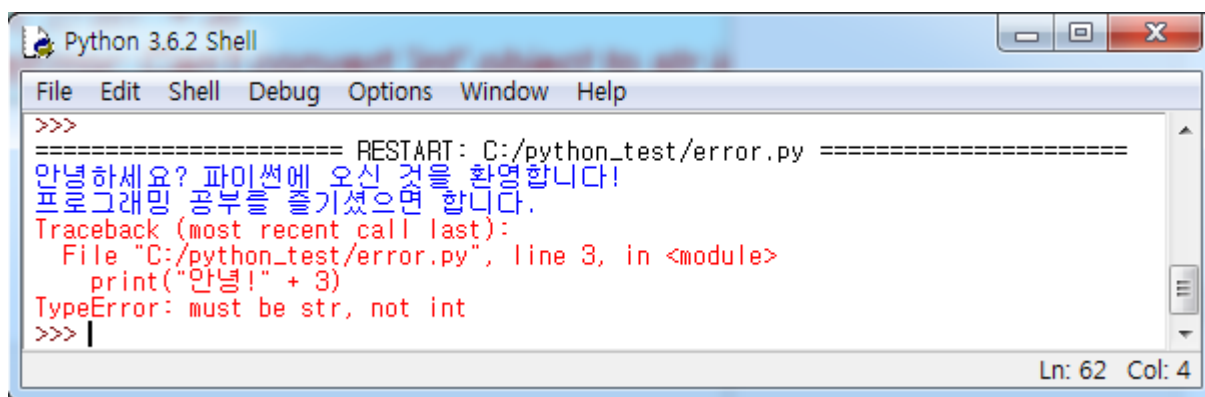 Python 3.6.2 Shell
File Edit Shell Debug Options Window Help
>>>
====================== RESTART: C:/python_test/error.py ======================
안녕하세요? 파이썬에 오신 것을 환영합니다!
프로그래밍 공부를 즐기셨으면 합니다.
Traceback (most recent call last):
  File "C:/python_test/error.py", line 3, in <module>
    print("안녕!" + 3)
TypeError: must be str, not int
>>>
Ln: 62 Col: 4